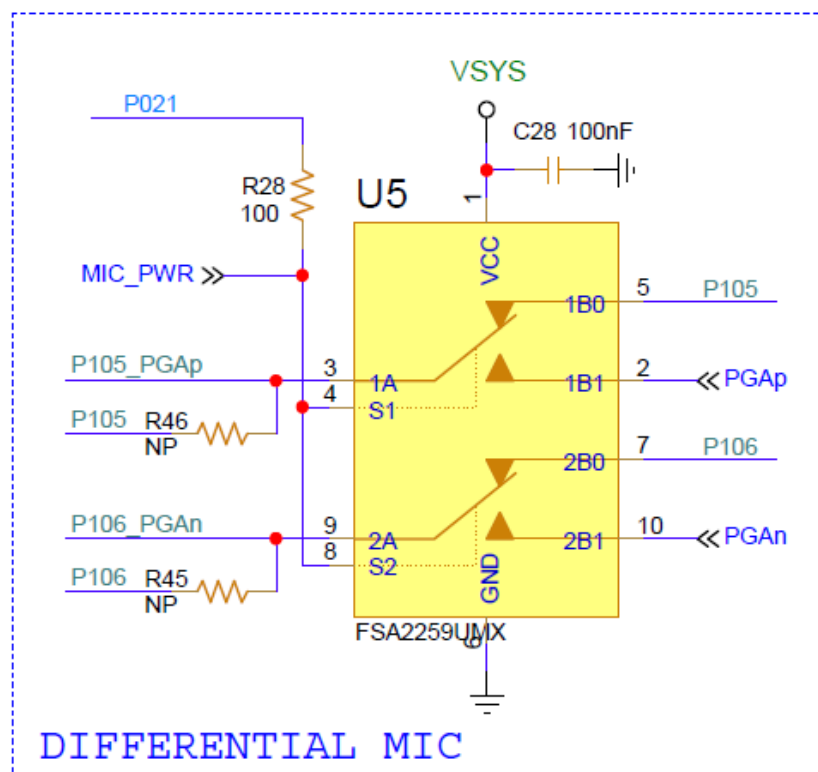 VSYS
P021
C28 100nF
R28
100
U5
1
VCC
MIC_PWR
5
1B0
P105
P105_PGAp
3
1A
2
1B1
PGAp
4
S1
P105
R46
NP
7
2B0
P106
P106_PGAn
9
2A
10
2B1
PGAn
8
S2
P106
R45
NP
GND
FSA2259UMX
6
DIFFERENTIAL MIC